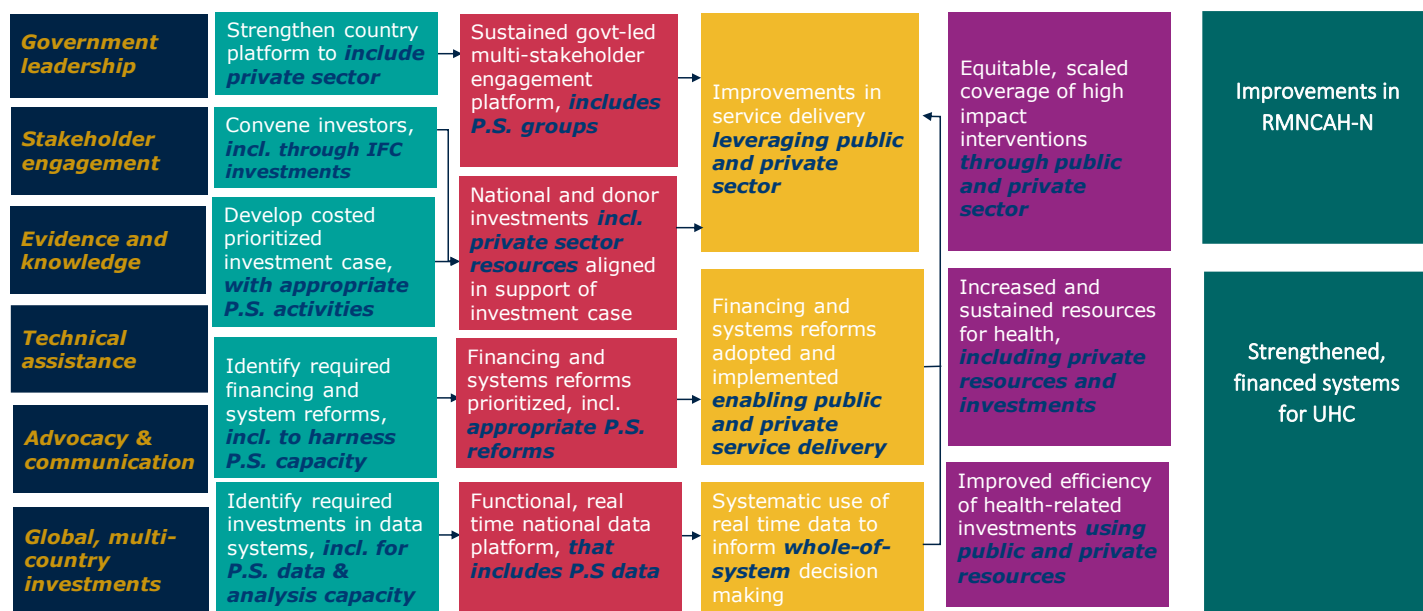 Government
leadership
Stakeholder
engagement
Evidence and
knowledge
Technical
assistance
Advocacy &
communication
Global, multi-
country
investments
Strengthen country
platform to include
private sector
Convene investors,
incl. through IFC
investments
Develop costed
prioritized
investment case,
with appropriate
P.S. activities
Identify required
financing and
system reforms,
incl. to harness
P.S. capacity
Identify required
investments in data
systems, incl. for
P.S. data &
analysis capacity
Sustained govt-led
multi-stakeholder
engagement
platform, includes
P.S. groups
National and donor
investments incl.
private sector
resources aligned
in support of
investment case
Financing and
systems reforms
prioritized, incl.
appropriate P.S.
reforms
Functional, real
time national data
platform, that
includes P.S data
Improvements in
service delivery
leveraging public
and private
sector
Financing and
systems reforms
adopted and
implemented
enabling public
and private
service delivery
Systematic use of
real time data to
inform whole-of-
system decision
making
Equitable, scaled
coverage of high
impact
interventions
through public
and private
sector
Increased and
sustained resources
for health,
including private
resources and
investments
Improved efficiency
of health-related
investments using
public and private
resources
Improvements in
RMNCAH-N
Strengthened,
financed systems
for UHC